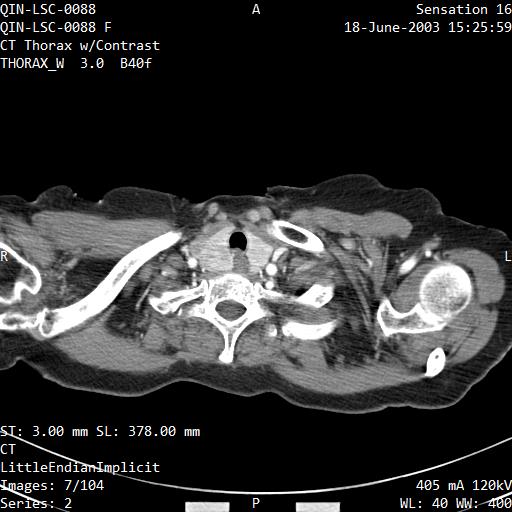 QIN-LSC-0088
A
Sensation 16
QIN-LSC-0088 F
18-June-2003 15:25:59
CT Thorax w/Contrast
THORAX_W  3.0  B40f
R
L
ST: 3.00 mm SL: 378.00 mm
CT
LittleEndianImplicit
Images: 7/104
405 mA 120kV
Series: 2
P
WL: 40 WW: 400